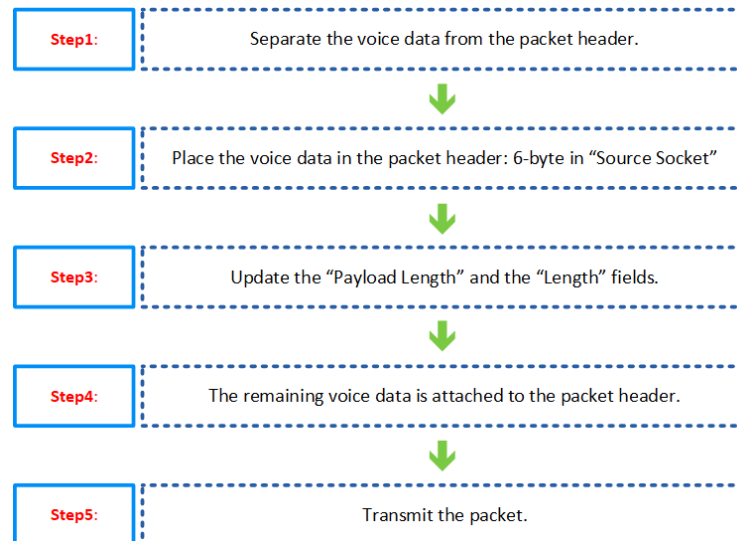 Step1:
Separate the voice data from the packet header.
Step2:
Place the voice data in the packet header: 6-byte in “Source Socket”
Step3:
Update the “Payload Length” and the “Length” fields.
Step4:
The remaining voice data is attached to the packet header.
Step5:
Transmit the packet.